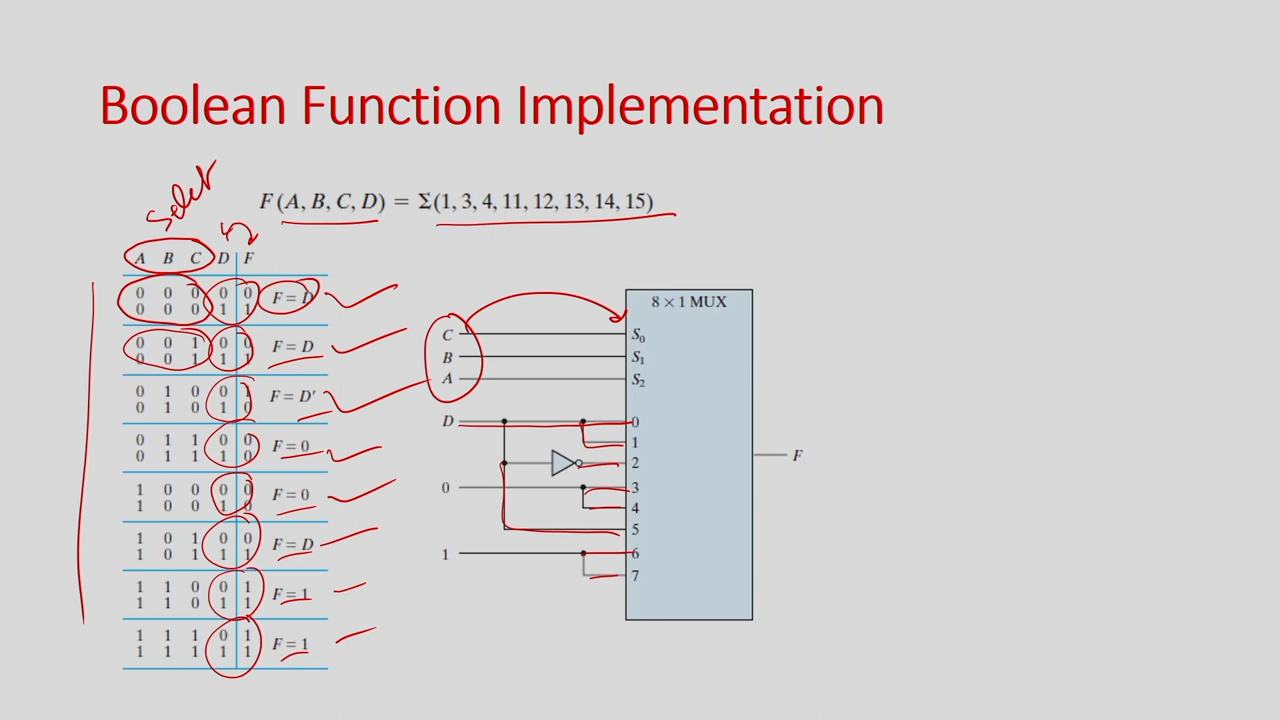 Boolean Function Implementation
Select
F (A, B, C, D) = Σ(1, 3, 4, 11, 12, 13, 14, 15)
A B C D F
0 0 0 0 0
0 0 0 1 1
F = D
0 0 1 0 0
0 0 1 1 1
F = D
0 1 0 0 1
0 1 0 1 0
F = D′
0 1 1 0 0
0 1 1 1 0
F = 0
1 0 0 0 0
1 0 0 1 0
F = 0
1 0 1 0 0
1 0 1 1 1
F = D
1 1 0 0 1
1 1 0 1 1
F = 1
1 1 1 0 1
1 1 1 1 1
F = 1
8 × 1 MUX
C S0
B S1
A S2
D 0
1
2
0 3
4
5
1 6
7
F